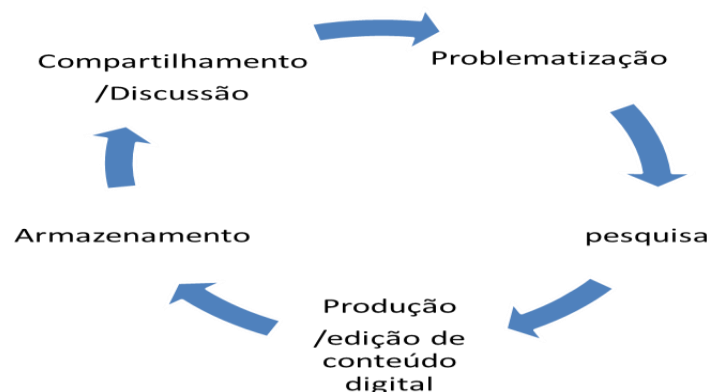 Compartilhamento
/Discussão
Problematização
pesquisa
Produção
/edição de
conteúdo
digital
Armazenamento